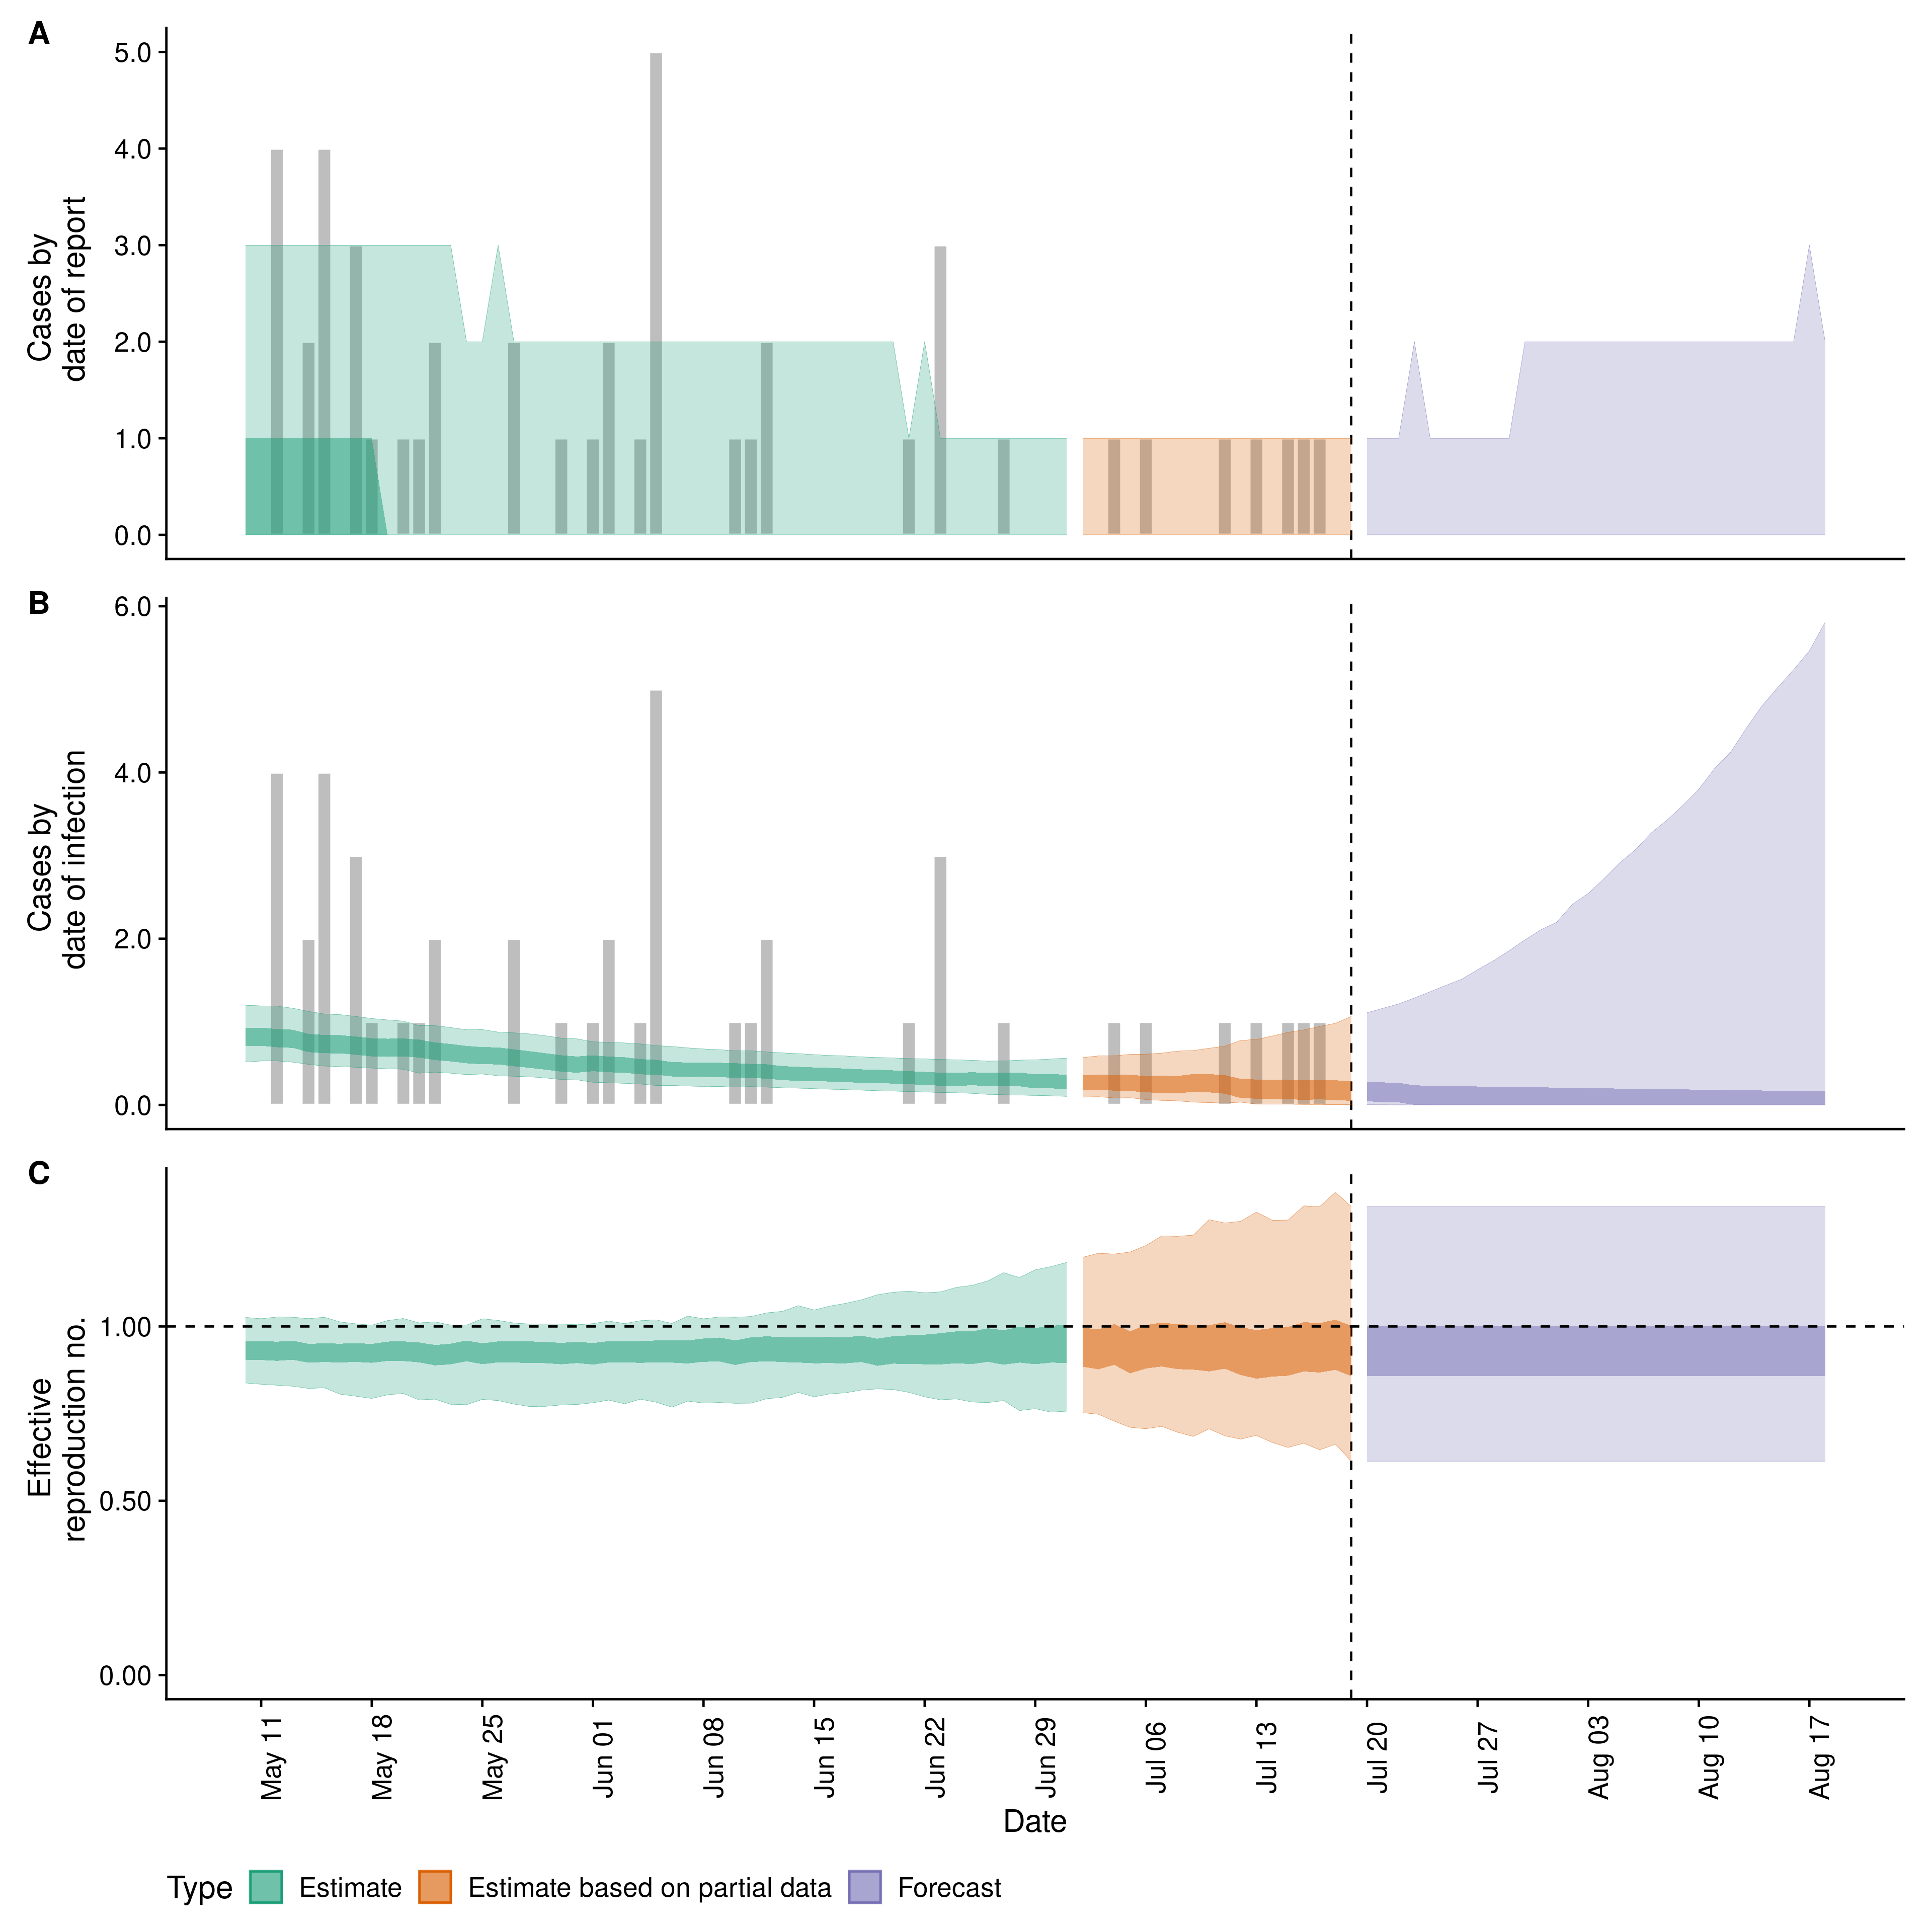 A
Cases by
date of report
5.0
4.0
3.0
2.0
1.0
0.0
B
Cases by
date of infection
6.0
4.0
2.0
0.0
C
Effective
reproduction no.
1.00
0.50
0.00
May 11
May 18
May 25
Jun 01
Jun 08
Jun 15
Jun 22
Jun 29
Jul 06
Jul 13
Jul 20
Jul 27
Aug 03
Aug 10
Aug 17
Date
Type Estimate Estimate based on partial data Forecast